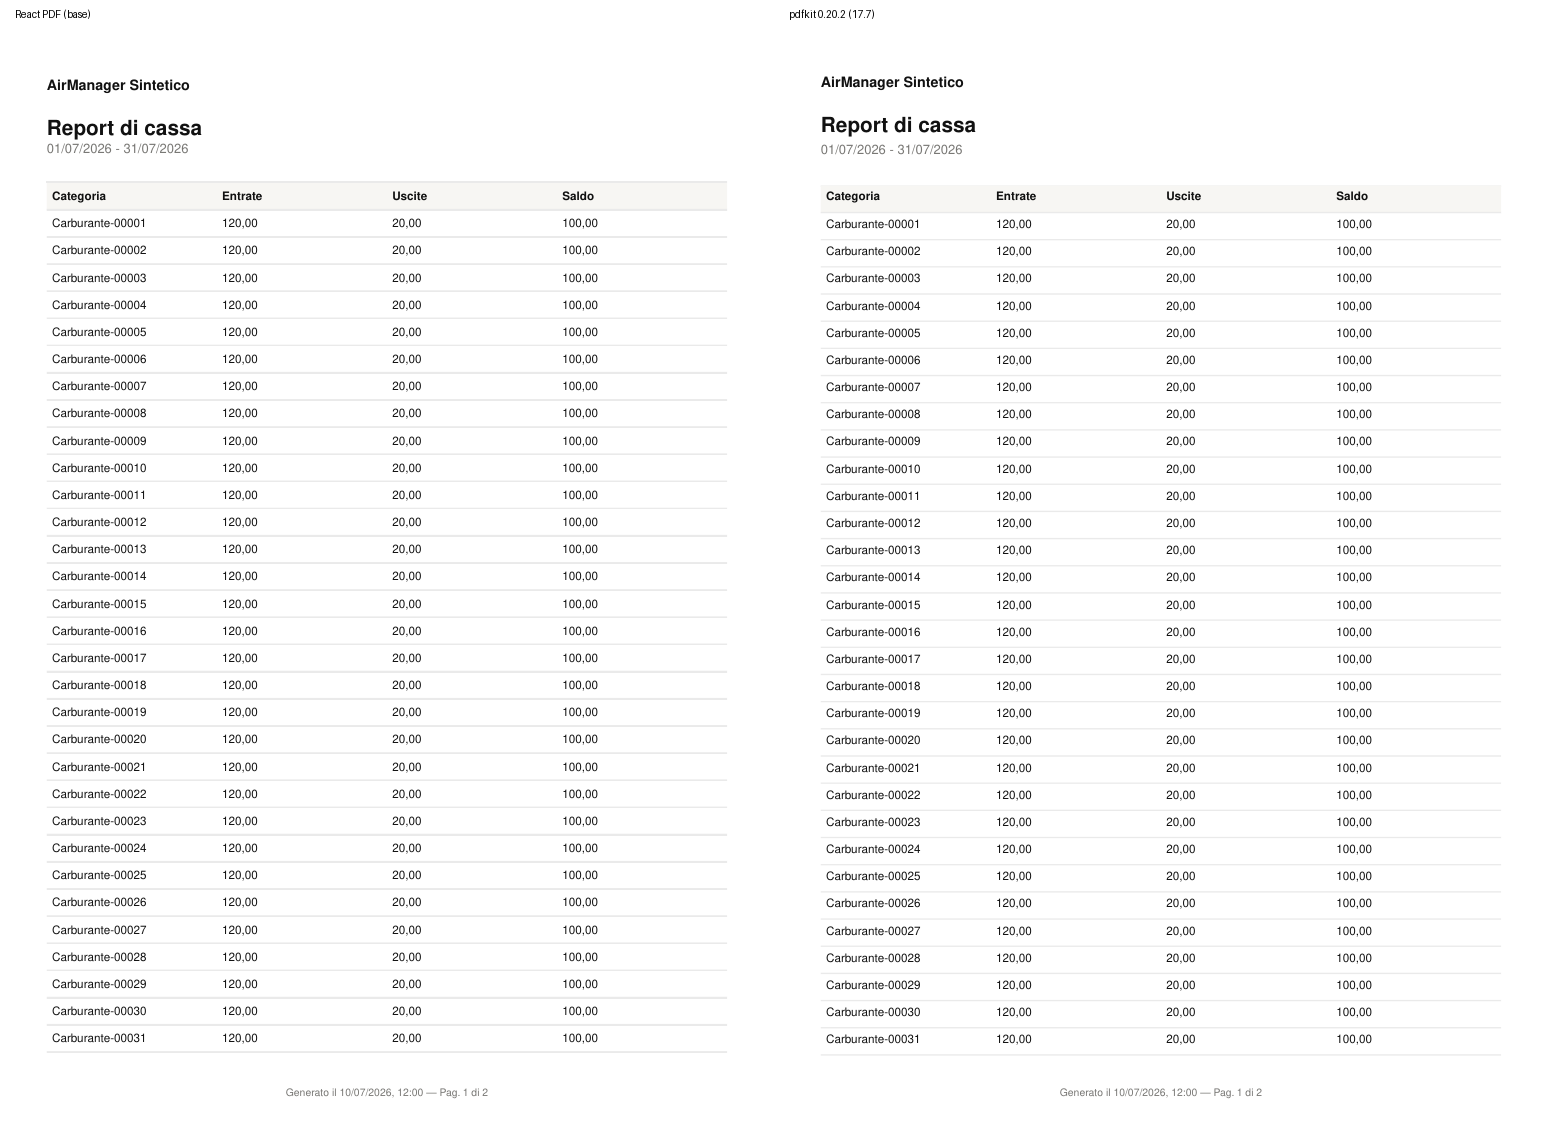 React PDF (base)
AirManager Sintetico
Report di cassa
01/07/2026 - 31/07/2026
Categoria Entrate Uscite Saldo
Carburante-00001 120,00 20,00 100,00
Carburante-00002 120,00 20,00 100,00
Carburante-00003 120,00 20,00 100,00
Carburante-00004 120,00 20,00 100,00
Carburante-00005 120,00 20,00 100,00
Carburante-00006 120,00 20,00 100,00
Carburante-00007 120,00 20,00 100,00
Carburante-00008 120,00 20,00 100,00
Carburante-00009 120,00 20,00 100,00
Carburante-00010 120,00 20,00 100,00
Carburante-00011 120,00 20,00 100,00
Carburante-00012 120,00 20,00 100,00
Carburante-00013 120,00 20,00 100,00
Carburante-00014 120,00 20,00 100,00
Carburante-00015 120,00 20,00 100,00
Carburante-00016 120,00 20,00 100,00
Carburante-00017 120,00 20,00 100,00
Carburante-00018 120,00 20,00 100,00
Carburante-00019 120,00 20,00 100,00
Carburante-00020 120,00 20,00 100,00
Carburante-00021 120,00 20,00 100,00
Carburante-00022 120,00 20,00 100,00
Carburante-00023 120,00 20,00 100,00
Carburante-00024 120,00 20,00 100,00
Carburante-00025 120,00 20,00 100,00
Carburante-00026 120,00 20,00 100,00
Carburante-00027 120,00 20,00 100,00
Carburante-00028 120,00 20,00 100,00
Carburante-00029 120,00 20,00 100,00
Carburante-00030 120,00 20,00 100,00
Carburante-00031 120,00 20,00 100,00
Generato il 10/07/2026, 12:00 — Pag. 1 di 2
pdfkit 0.20.2 (17.7)
AirManager Sintetico
Report di cassa
01/07/2026 - 31/07/2026
Categoria Entrate Uscite Saldo
Carburante-00001 120,00 20,00 100,00
Carburante-00002 120,00 20,00 100,00
Carburante-00003 120,00 20,00 100,00
Carburante-00004 120,00 20,00 100,00
Carburante-00005 120,00 20,00 100,00
Carburante-00006 120,00 20,00 100,00
Carburante-00007 120,00 20,00 100,00
Carburante-00008 120,00 20,00 100,00
Carburante-00009 120,00 20,00 100,00
Carburante-00010 120,00 20,00 100,00
Carburante-00011 120,00 20,00 100,00
Carburante-00012 120,00 20,00 100,00
Carburante-00013 120,00 20,00 100,00
Carburante-00014 120,00 20,00 100,00
Carburante-00015 120,00 20,00 100,00
Carburante-00016 120,00 20,00 100,00
Carburante-00017 120,00 20,00 100,00
Carburante-00018 120,00 20,00 100,00
Carburante-00019 120,00 20,00 100,00
Carburante-00020 120,00 20,00 100,00
Carburante-00021 120,00 20,00 100,00
Carburante-00022 120,00 20,00 100,00
Carburante-00023 120,00 20,00 100,00
Carburante-00024 120,00 20,00 100,00
Carburante-00025 120,00 20,00 100,00
Carburante-00026 120,00 20,00 100,00
Carburante-00027 120,00 20,00 100,00
Carburante-00028 120,00 20,00 100,00
Carburante-00029 120,00 20,00 100,00
Carburante-00030 120,00 20,00 100,00
Carburante-00031 120,00 20,00 100,00
Generato il 10/07/2026, 12:00 — Pag. 1 di 2